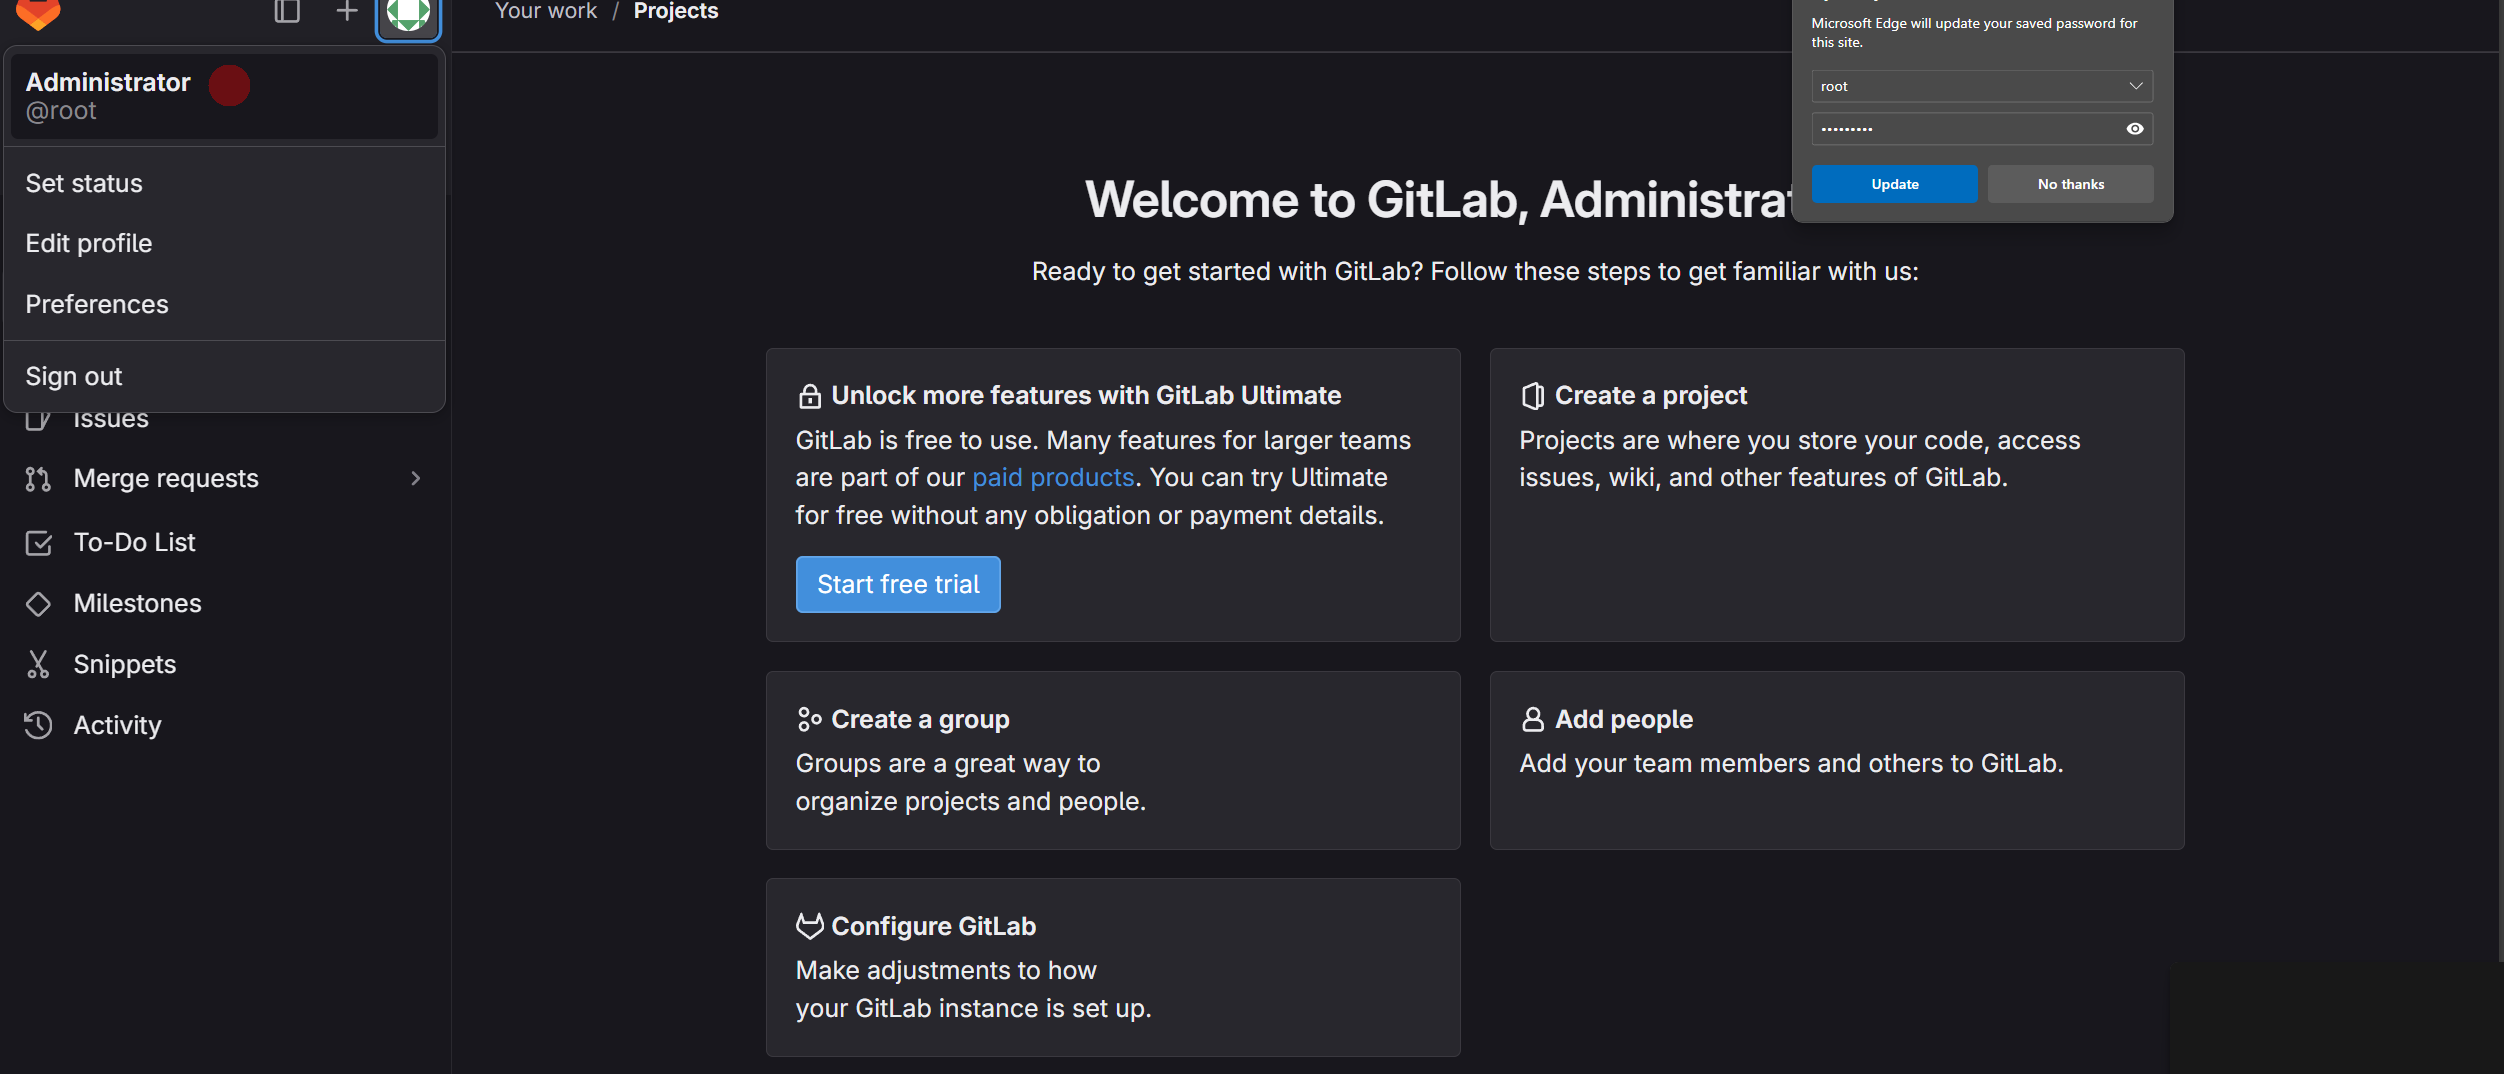 Your work / Projects
Administrator
@root
Set status
Edit profile
Preferences
Sign out
Issues
Merge requests
To-Do List
Milestones
Snippets
Activity
Microsoft Edge will update your saved password for
this site.
root
Update
No thanks
Welcome to GitLab,
Ready to get started with GitLab? Follow these steps to get familiar with us:
Unlock more features with GitLab Ultimate
GitLab is free to use. Many features for larger teams
are part of our paid products. You can try Ultimate
for free without any obligation or payment details.
Start free trial
Create a project
Projects are where you store your code, access
issues, wiki, and other features of GitLab.
Create a group
Groups are a great way to
organize projects and people.
Add people
Add your team members and others to GitLab.
Configure GitLab
Make adjustments to how
your GitLab instance is set up.